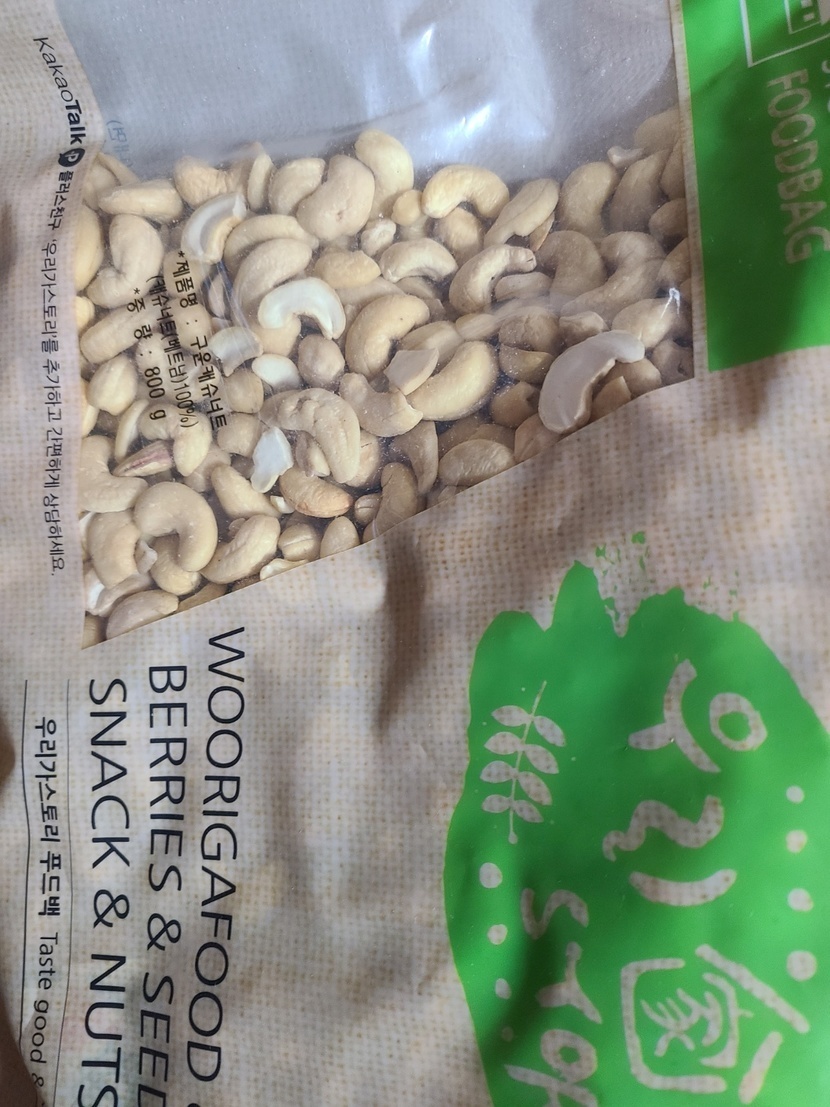 FOODBAG
우리
家
*제품명 : 구운캐슈너트
(캐슈너트(베트남)100%)
*중 량 : 800 g
WOORIGAFOOD
BERRIES & SEED
SNACK & NUTS
우리가스토리 푸드백 Taste good &
KakaoTalk 플러스친구 '우리가스토리'를 추가하고 간편하게 상담하세요.